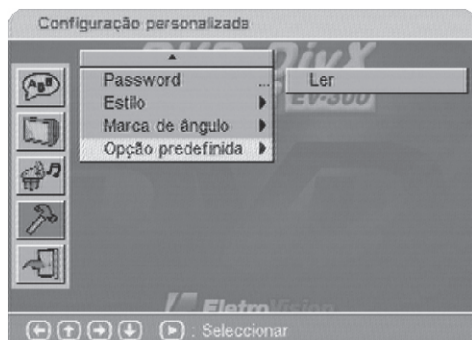 Configuração personalizada
DVD DivX
EV-300
Password ...
Ler
Estilo
Marca de ângulo
Opção predefinida
EletroVision
: Seleccionar